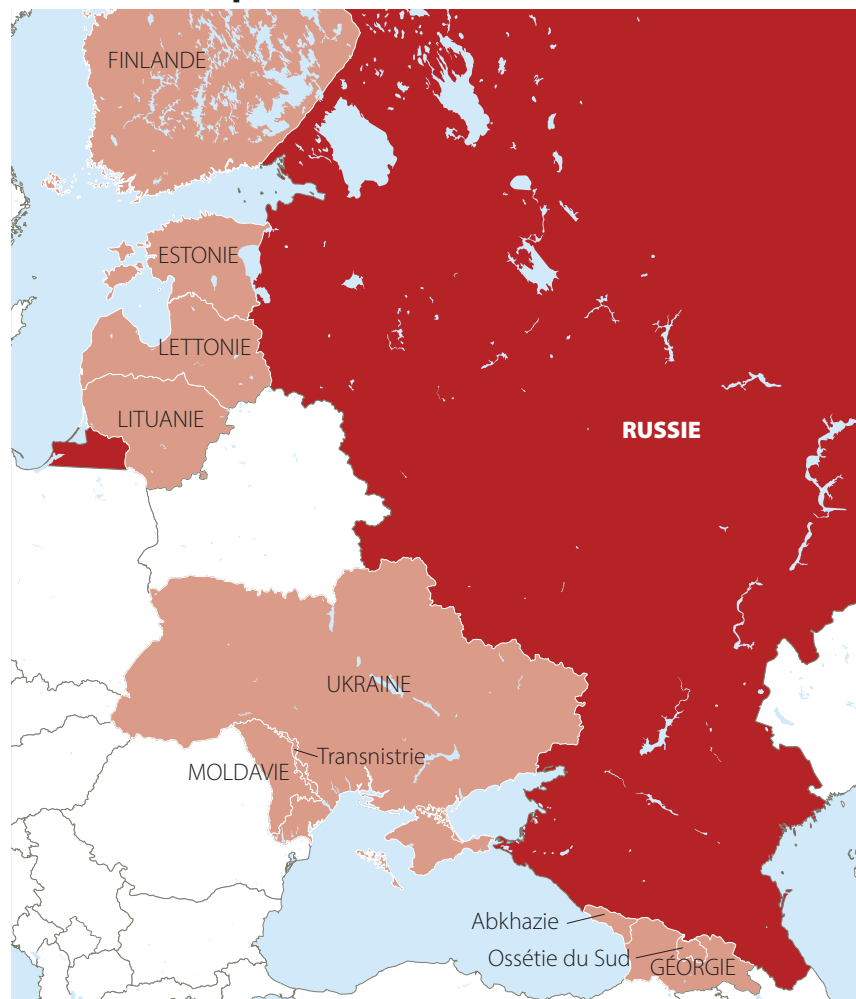 FINLANDE
ESTONIE
LETTONIE
LITUANIE
RUSSIE
UKRAINE
Transnistrie
MOLDAVIE
Abkhazie
Ossétie du Sud
GÉORGIE